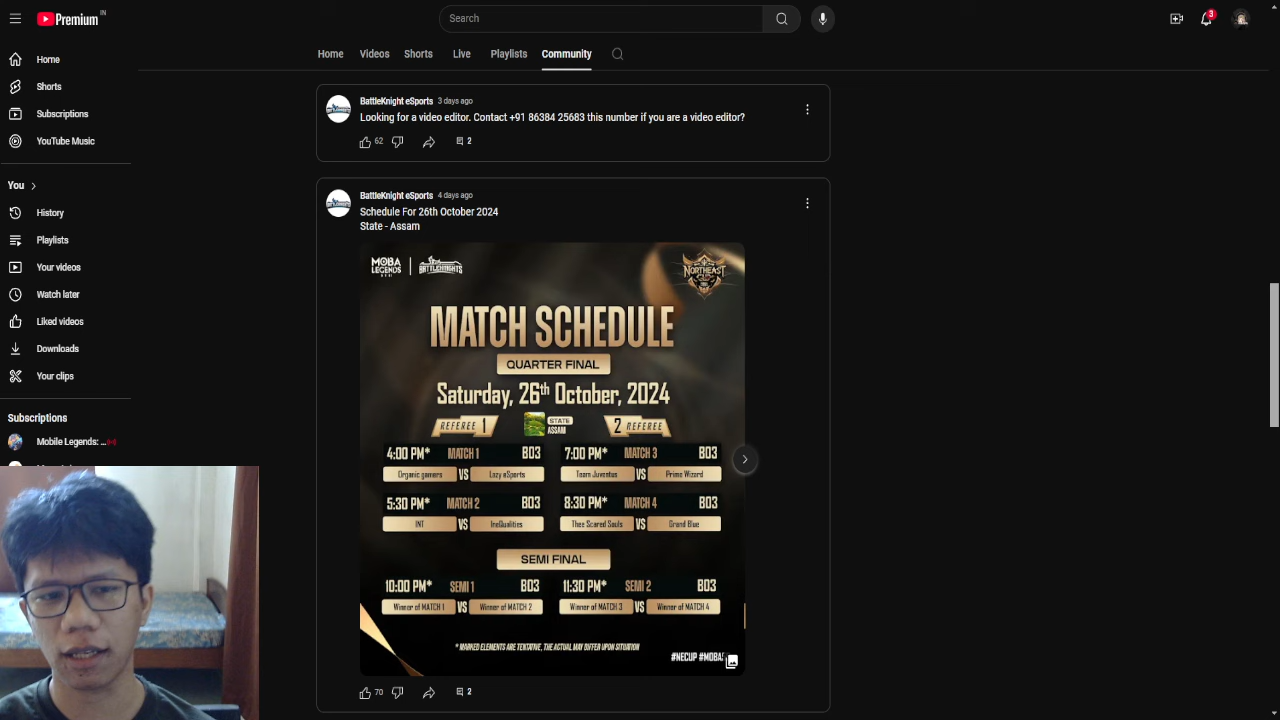 Premium IN
Search
3
Home
Shorts
Subscriptions
YouTube Music
You
History
Playlists
Your videos
Watch later
Liked videos
Downloads
Your clips
Subscriptions
Mobile Legends: ...
Home Videos Shorts Live Playlists Community
BattleKnight eSports 3 days ago
Looking for a video editor. Contact +91 86384 25683 this number if you are a video editor?
62 2
BattleKnight eSports 4 days ago
Schedule For 26th October 2024
State - Assam
MOBA
LEGENDS
BATTLEKNIGHTS
NORTHEAST
MATCH SCHEDULE
QUARTER FINAL
Saturday, 26th October, 2024
REFEREE 1
STATE
ASSAM
2 REFEREE
4:00 PM* MATCH 1 BO3
Organic gamers VS Lazy eSports
7:00 PM* MATCH 3 BO3
Team Juventus VS Prime Wizard
5:30 PM* MATCH 2 BO3
INT VS IneQualities
8:30 PM* MATCH 4 BO3
Thee Scared Souls VS Grand Blue
SEMI FINAL
10:00 PM* SEMI 1 BO3
Winner of MATCH 1 VS Winner of MATCH 2
11:30 PM* SEMI 2 BO3
Winner of MATCH 3 VS Winner of MATCH 4
* MARKED ELEMENTS ARE TENTATIVE, THE ACTUAL MAY DIFFER UPON SITUATION
#NECUP #MOBA
70 2